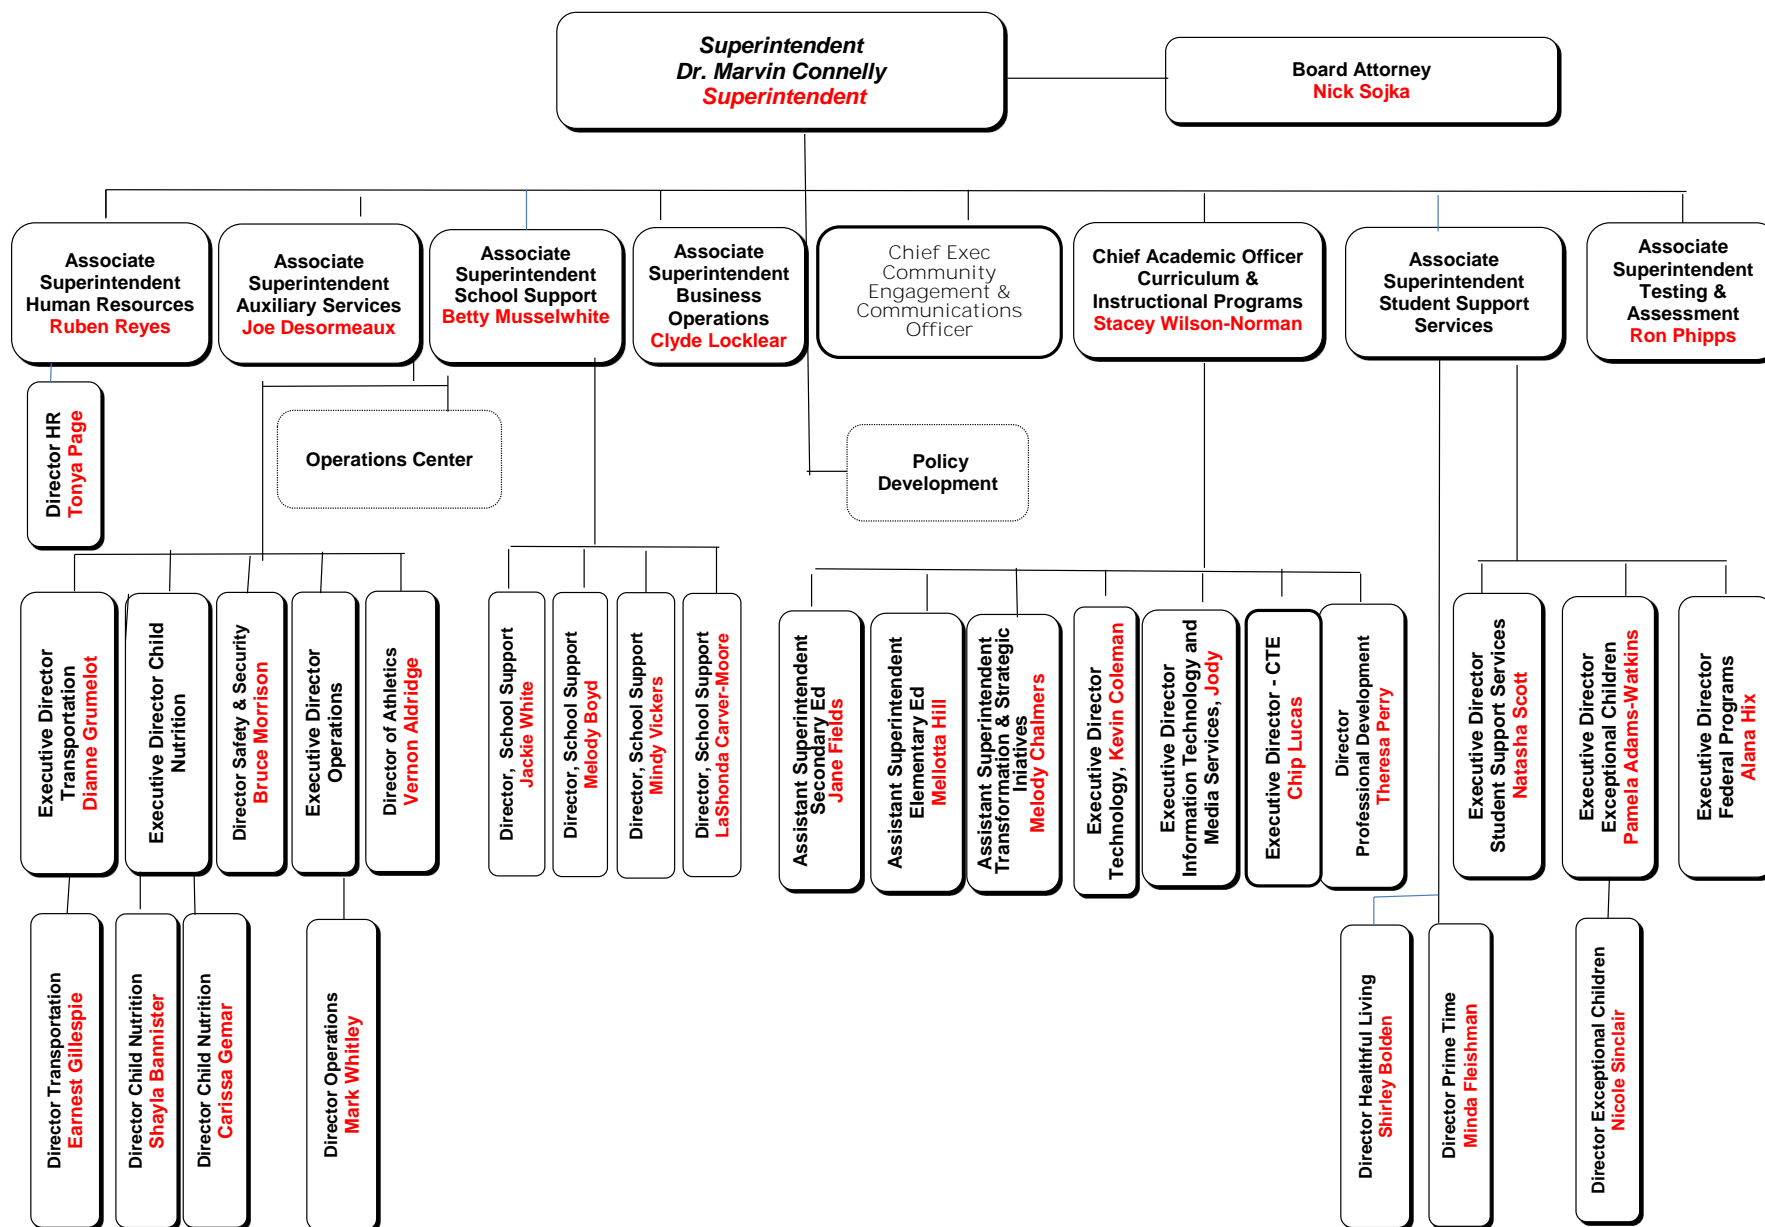 Superintendent
Dr. Marvin Connelly
Superintendent
Board Attorney
Nick Sojka
Associate
Superintendent
Human Resources
Ruben Reyes
Associate
Superintendent
Auxiliary Services
Joe Desormeaux
Associate
Superintendent
School Support
Betty Musselwhite
Associate
Superintendent
Business
Operations
Clyde Locklear
Chief Exec
Community
Engagement &
Communications
Officer
Chief Academic Officer
Curriculum &
Instructional Programs
Stacey Wilson-Norman
Associate
Superintendent
Student Support
Services
Associate
Superintendent
Testing &
Assessment
Ron Phipps
Director HR
Tonya Page
Operations Center
Policy
Development
Executive Director
Transportation
Dianne Grumelot
Executive Director Child
Nutrition
Director Safety & Security
Bruce Morrison
Executive Director
Operations
Director of Athletics
Vernon Aldridge
Director, School Support
Jackie White
Director, School Support
Melody Boyd
Director, School Support
Mindy Vickers
Director, School Support
LaShonda Carver-Moore
Assistant Superintendent
Secondary Ed
Jane Fields
Assistant Superintendent
Elementary Ed
Mellotta Hill
Assistant Superintendent
Transformation & Strategic
Iniatives
Melody Chalmers
Executive Director
Technology, Kevin Coleman
Executive Director
Information Technology and
Media Services, Jody
Executive Director - CTE
Chip Lucas
Director
Professional Development
Theresa Perry
Executive Director
Student Support Services
Natasha Scott
Executive Director
Exceptional Children
Pamela Adams-Watkins
Executive Director
Federal Programs
Alana Hix
Director Transportation
Earnest Gillespie
Director Child Nutrition
Shayla Bannister
Director Child Nutrition
Carissa Gemar
Director Operations
Mark Whitley
Director Healthful Living
Shirley Bolden
Director Prime Time
Minda Fleishman
Director Exceptional Children
Nicole Sinclair